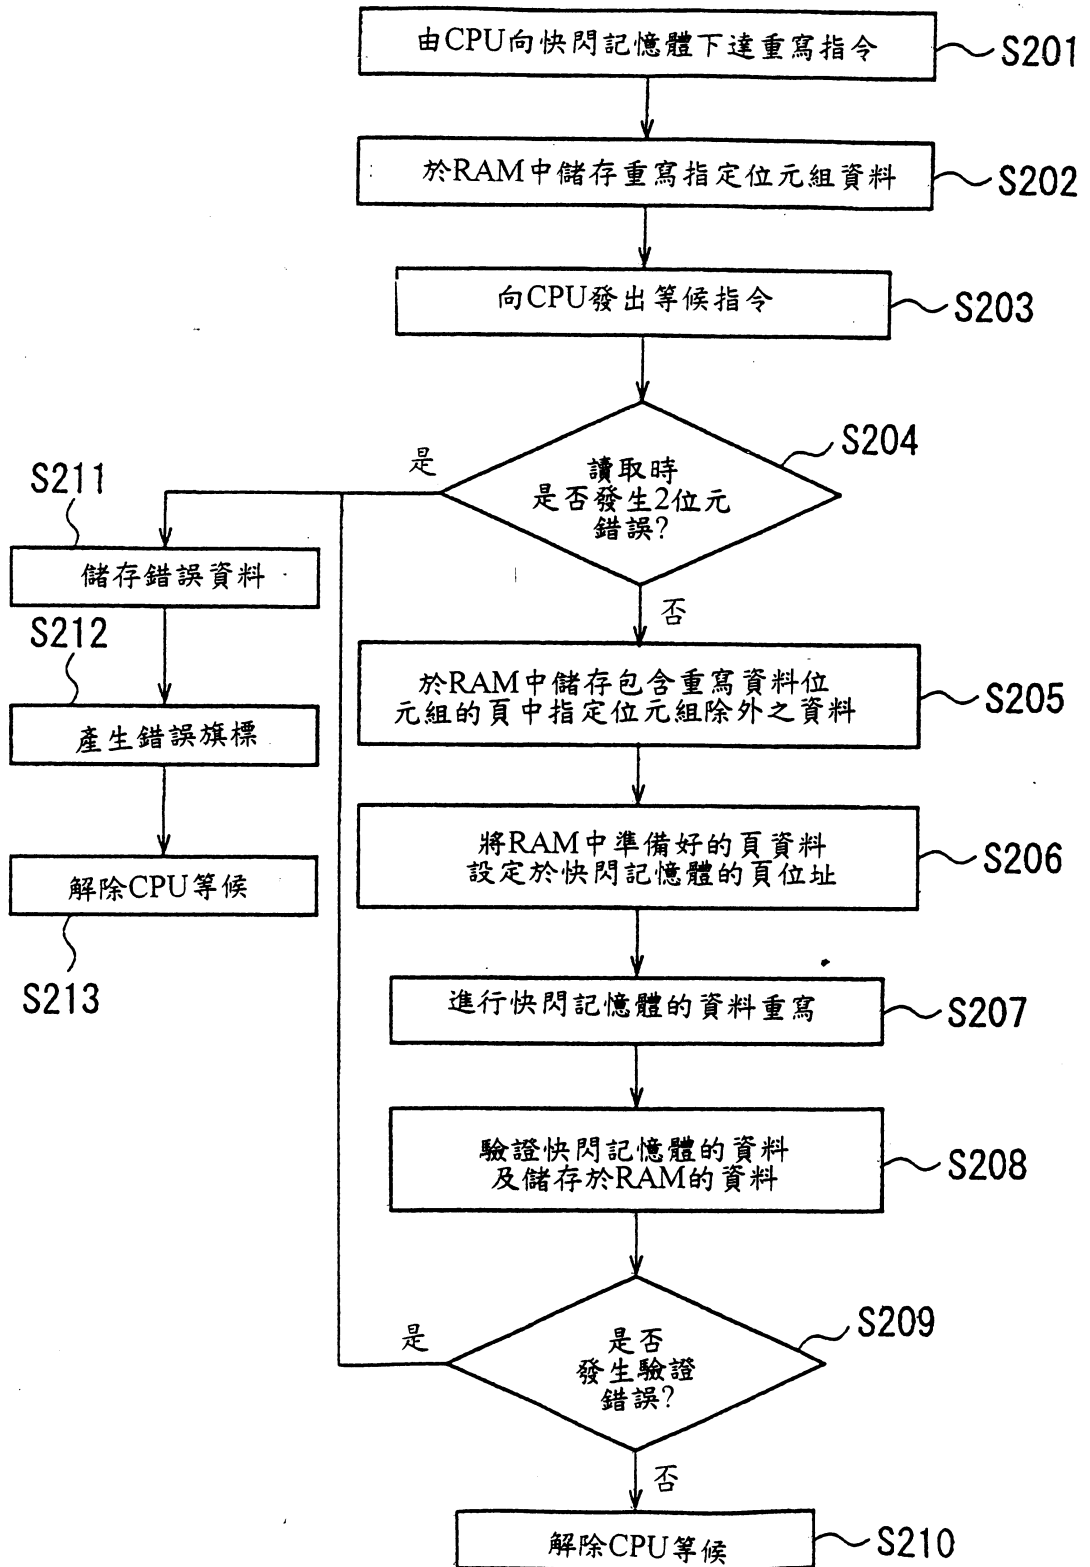 由CPU向快閃記憶體下達重寫指令
S201
於RAM中儲存重寫指定位元組資料
S202
向CPU發出等候指令
S203
S204
讀取時
是否發生2位元
錯誤?
是
否
S211
儲存錯誤資料
S212
產生錯誤旗標
解除CPU等候
S213
於RAM中儲存包含重寫資料位
元組的頁中指定位元組除外之資料
S205
將RAM中準備好的頁資料
設定於快閃記憶體的頁位址
S206
進行快閃記憶體的資料重寫
S207
驗證快閃記憶體的資料
及儲存於RAM的資料
S208
S209
是否
發生驗證
錯誤?
是
否
解除CPU等候
S210